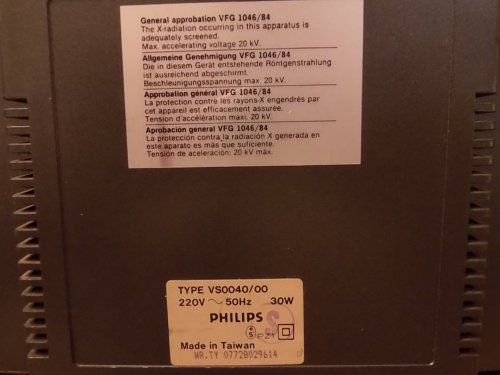 General approbation VFG 1046/84
The X-radiation occurring in this apparatus is
adequately screened.
Max. accelerating voltage 20 kV.
Allgemeine Genehmigung VFG 1046/84
Die in diesem Gerät entstehende Röntgenstrahlung
ist ausreichend abgeschirmt.
Beschleunigungsspannung max. 20 kV.
Approbation général VFG 1046/84
La protection contre les rayons-X engendrés par
cet appareil est efficacement assurée.
Tension d'accélération maxi. 20 kV.
Aprobación general VFG 1046/84
La protección contra la radiación X generada en
este aparato es más que suficiente.
Tensión de aceleración: 20 kV max.
TYPE VS0040/00
220V ~ 50Hz 30W
PHILIPS
Made in Taiwan
NR.TY 07728029614